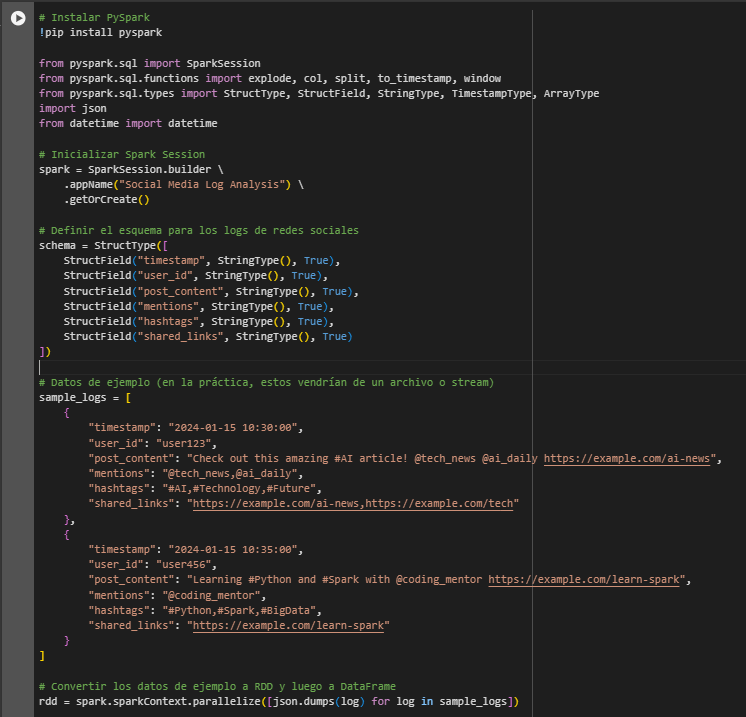 # Instalar PySpark
!pip install pyspark
from pyspark.sql import SparkSession
from pyspark.sql.functions import explode, col, split, to_timestamp, window
from pyspark.sql.types import StructType, StructField, StringType, TimestampType, ArrayType
import json
from datetime import datetime
# Inicializar Spark Session
spark = SparkSession.builder \
    .appName("Social Media Log Analysis") \
    .getOrCreate()
# Definir el esquema para los logs de redes sociales
schema = StructType([
    StructField("timestamp", StringType(), True),
    StructField("user_id", StringType(), True),
    StructField("post_content", StringType(), True),
    StructField("mentions", StringType(), True),
    StructField("hashtags", StringType(), True),
    StructField("shared_links", StringType(), True)
])
# Datos de ejemplo (en la práctica, estos vendrían de un archivo o stream)
sample_logs = [
    {
        "timestamp": "2024-01-15 10:30:00",
        "user_id": "user123",
        "post_content": "Check out this amazing #AI article! @tech_news @ai_daily https://example.com/ai-news",
        "mentions": "@tech_news,@ai_daily",
        "hashtags": "#AI,#Technology,#Future",
        "shared_links": "https://example.com/ai-news,https://example.com/tech"
    },
    {
        "timestamp": "2024-01-15 10:35:00",
        "user_id": "user456",
        "post_content": "Learning #Python and #Spark with @coding_mentor https://example.com/learn-spark",
        "mentions": "@coding_mentor",
        "hashtags": "#Python,#Spark,#BigData",
        "shared_links": "https://example.com/learn-spark"
    }
]
# Convertir los datos de ejemplo a RDD y luego a DataFrame
rdd = spark.sparkContext.parallelize([json.dumps(log) for log in sample_logs])